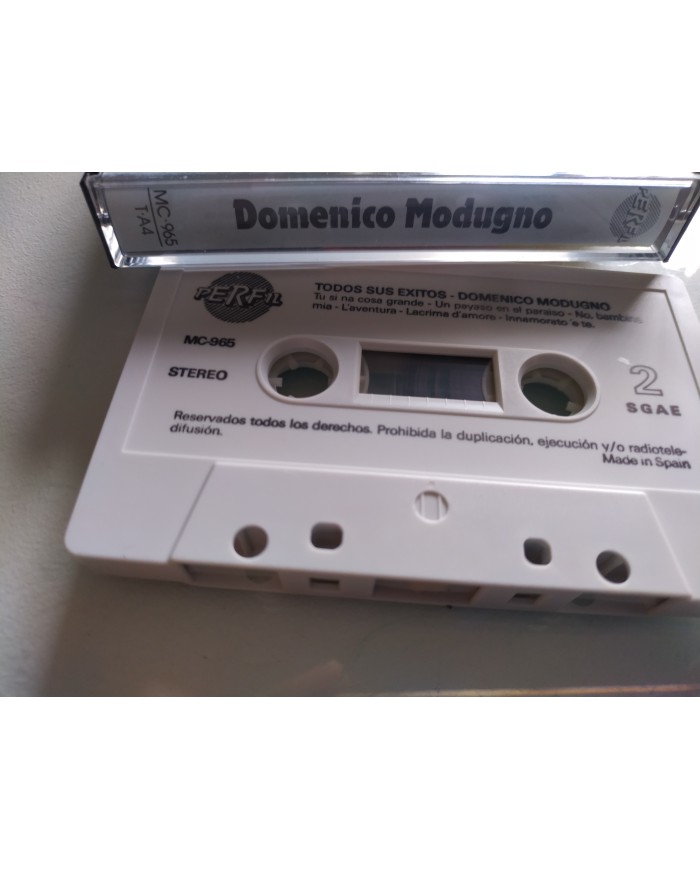 MC-965
T-A4
Domenico Modugno
PERFIL
PERFIL
TODOS SUS EXITOS - DOMENICO MODUGNO
Tu si na cosa grande - Un payaso en el paraiso - No, bambina
mia - L'aventura - Lacrime d'amore - Innamorato 'e te.
MC-965
STEREO
2
SGAE
Reservados todos los derechos. Prohibida la duplicación, ejecución y/o radiotele-
difusión.
Made in Spain